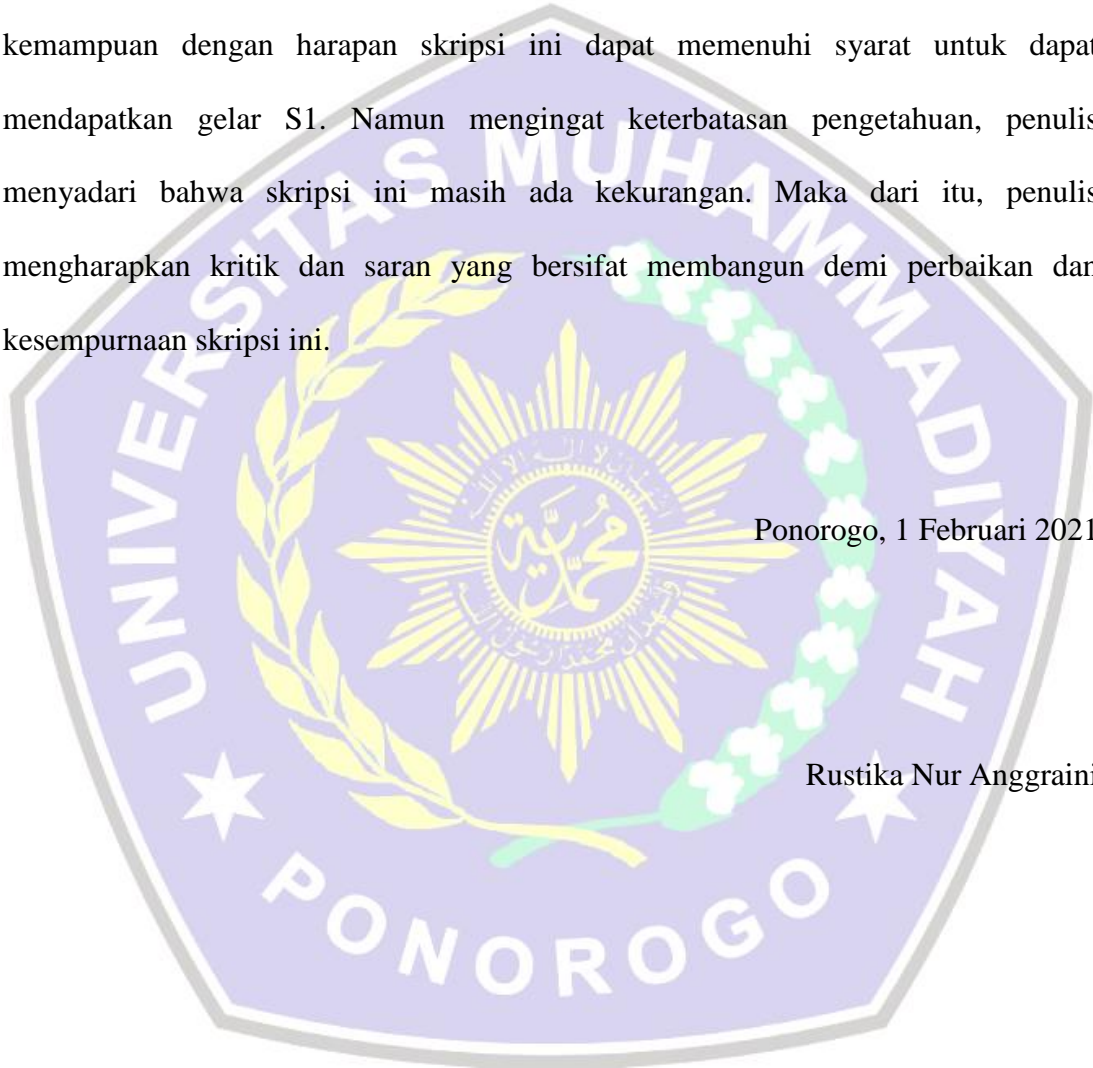 kemampuan dengan harapan skripsi ini dapat memenuhi syarat untuk dapat
mendapatkan gelar S1. Namun mengingat keterbatasan pengetahuan, penulis
menyadari bahwa skripsi ini masih ada kekurangan. Maka dari itu, penulis
mengharapkan kritik dan saran yang bersifat membangun demi perbaikan dan
kesempurnaan skripsi ini.
Ponorogo, 1 Februari 2021
Rustika Nur Anggraini
UNIVERSITAS MUHAMMADIYAH
PONOROGO
محمدية